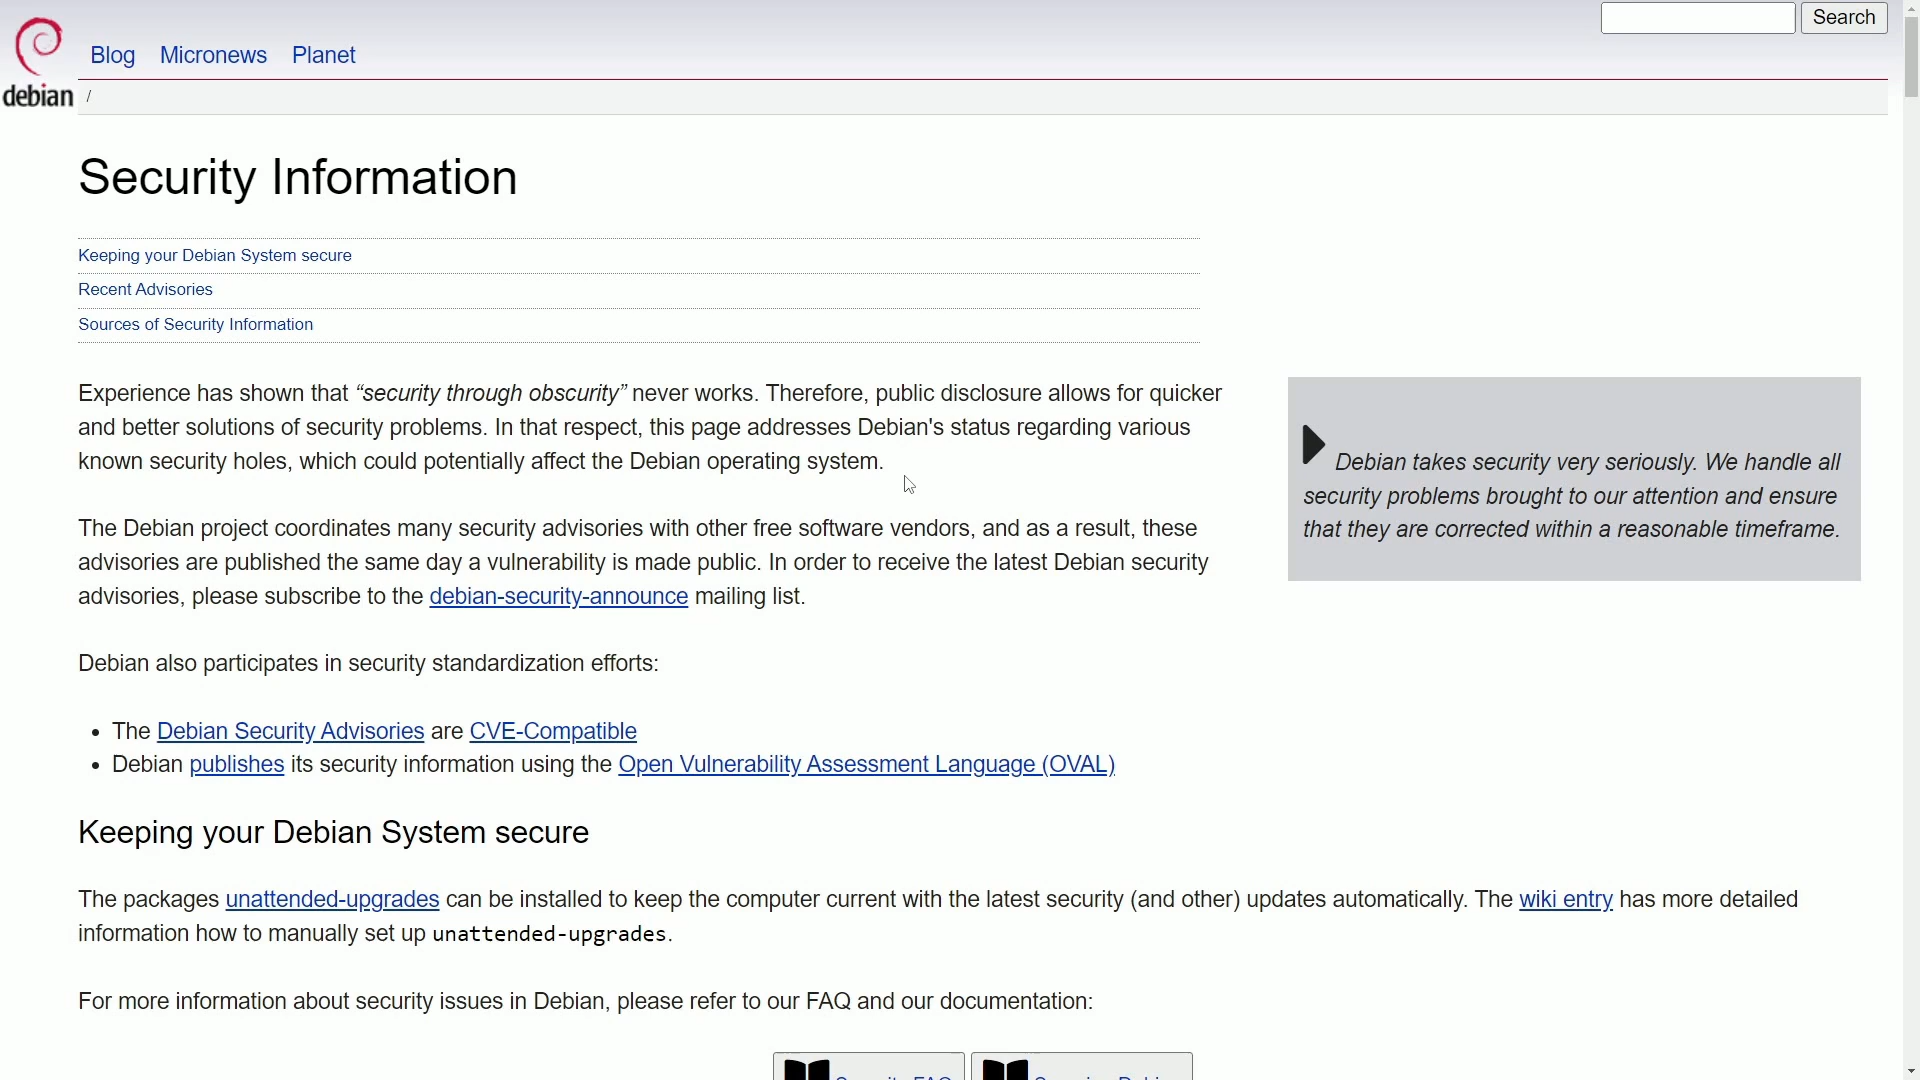 Search
Blog Micronews Planet
debian /
Security Information
Keeping your Debian System secure
Recent Advisories
Sources of Security Information
Experience has shown that “security through obscurity” never works. Therefore, public disclosure allows for quicker
and better solutions of security problems. In that respect, this page addresses Debian's status regarding various
known security holes, which could potentially affect the Debian operating system.
Debian takes security very seriously. We handle all
security problems brought to our attention and ensure
that they are corrected within a reasonable timeframe.
The Debian project coordinates many security advisories with other free software vendors, and as a result, these
advisories are published the same day a vulnerability is made public. In order to receive the latest Debian security
advisories, please subscribe to the debian-security-announce mailing list.
Debian also participates in security standardization efforts:
• The Debian Security Advisories are CVE-Compatible
• Debian publishes its security information using the Open Vulnerability Assessment Language (OVAL)
Keeping your Debian System secure
The packages unattended-upgrades can be installed to keep the computer current with the latest security (and other) updates automatically. The wiki entry has more detailed
information how to manually set up unattended-upgrades.
For more information about security issues in Debian, please refer to our FAQ and our documentation: